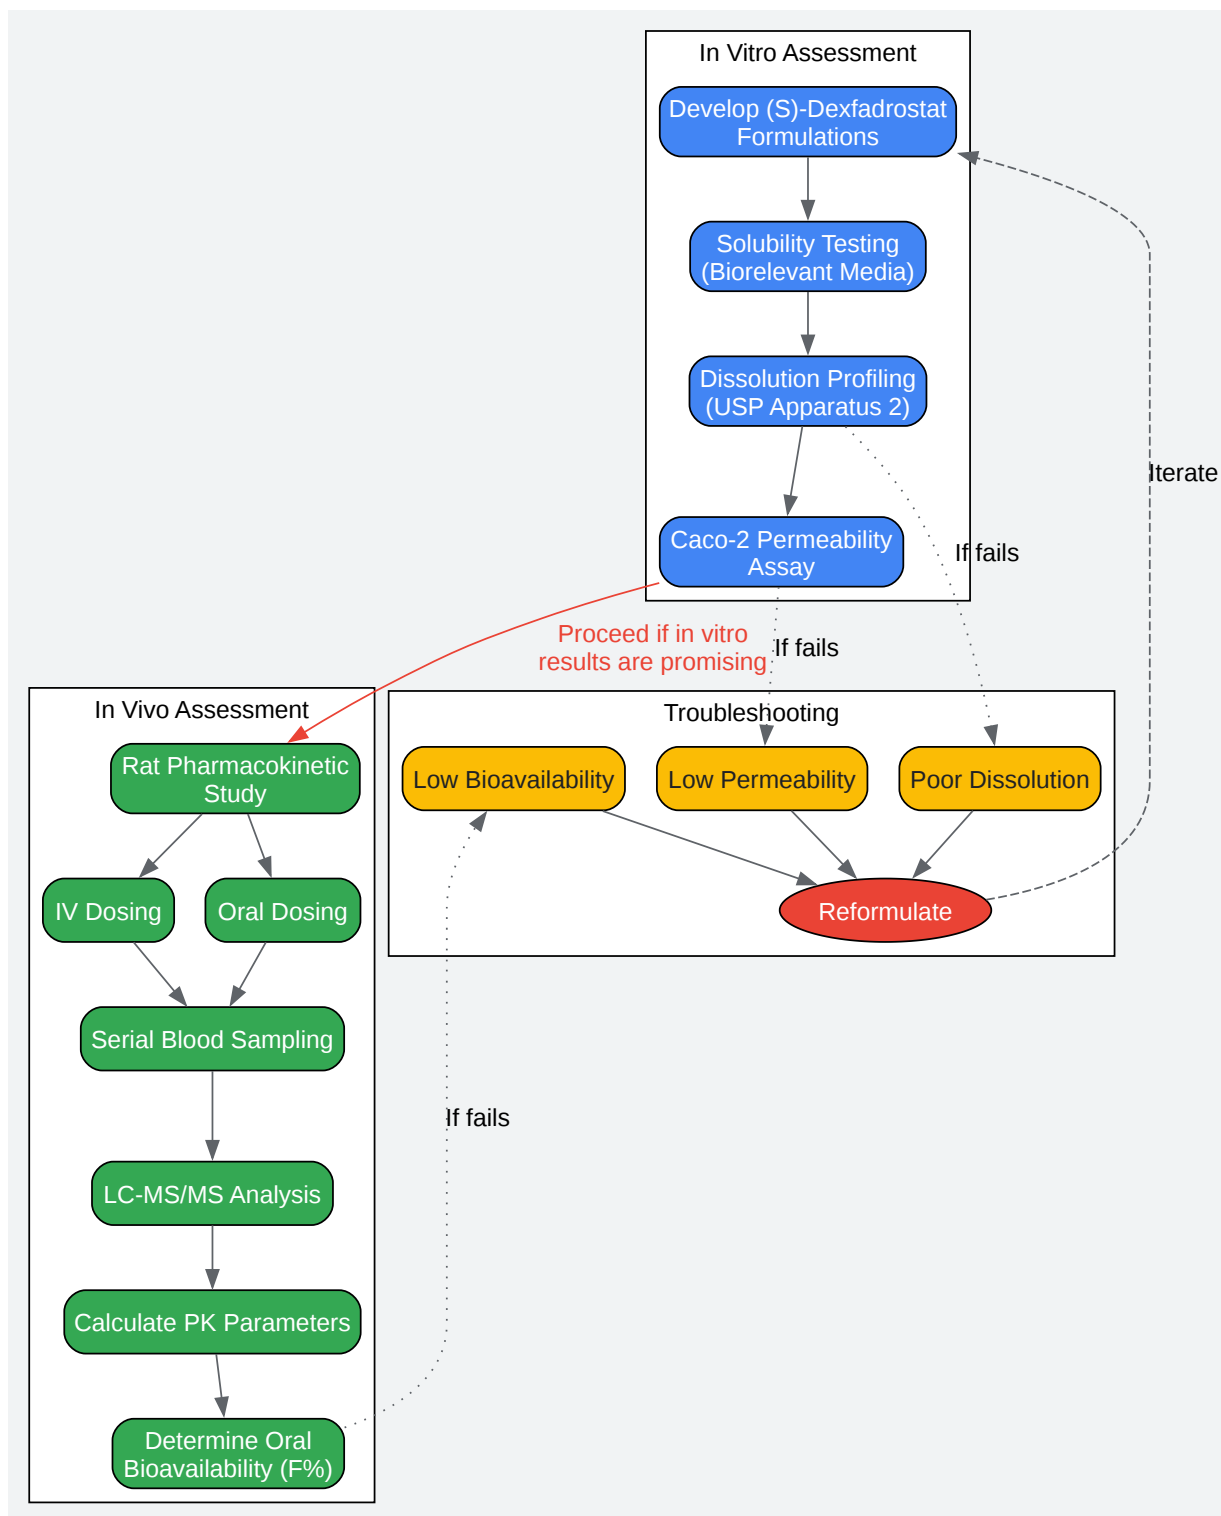 In Vitro Assessment
Develop (S)-Dexfadrostat
Formulations
Solubility Testing
(Biorelevant Media)
Dissolution Profiling
(USP Apparatus 2)
Iterate
Caco-2 Permeability
Assay
If fails
Proceed if in vitro
results are promising
If fails
In Vivo Assessment
Rat Pharmacokinetic
Study
IV Dosing
Oral Dosing
Serial Blood Sampling
LC-MS/MS Analysis
Calculate PK Parameters
Determine Oral
Bioavailability (F%)
If fails
Troubleshooting
Low Bioavailability
Low Permeability
Poor Dissolution
Reformulate